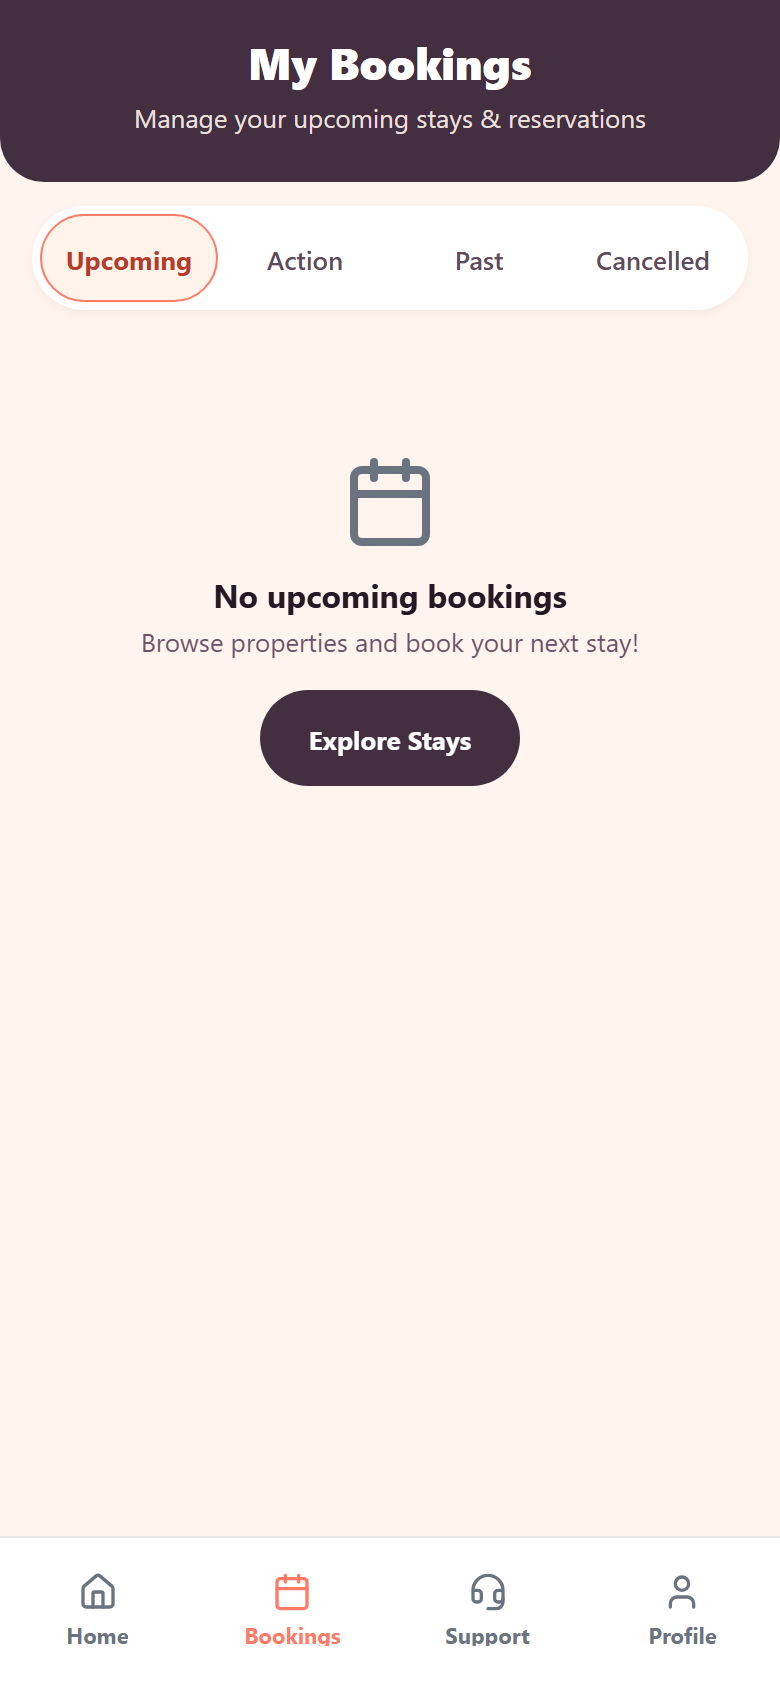 My Bookings
Manage your upcoming stays & reservations
Upcoming
Action
Past
Cancelled
No upcoming bookings
Browse properties and book your next stay!
Explore Stays
Home
Bookings
Support
Profile